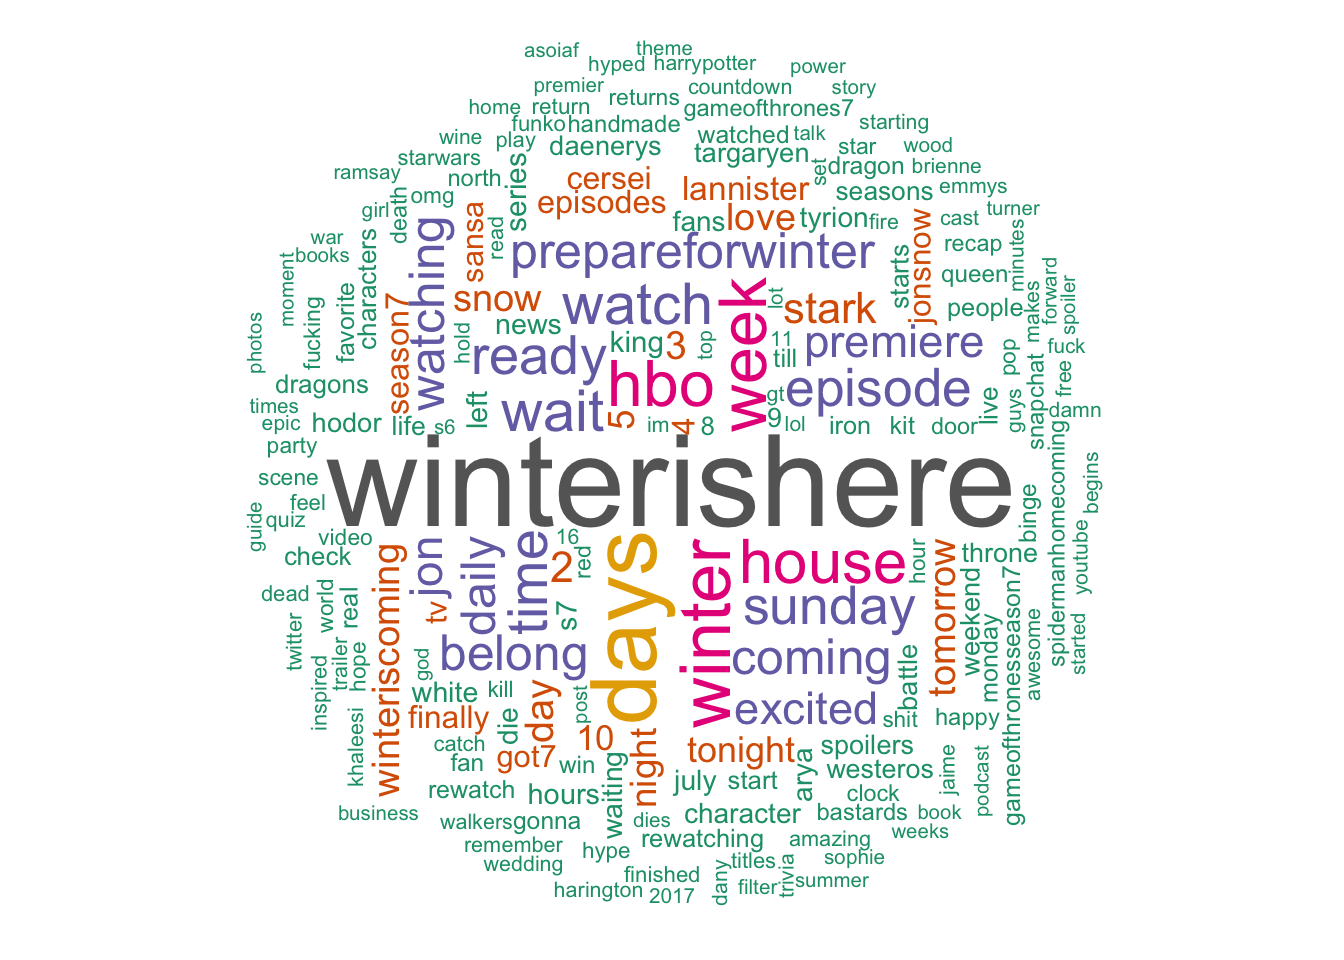 theme
asoiaf
hyped harrypotter
power
premier
countdown
story
home return returns gameofthrones7
funko handmade
starting
wine play
watched talk
daenerys
targaryen
star
wood
starwars
set
dragon brienne
ramsay
north
series
cersei
lannister
seasons emmys
omg
episodes
girl
death
sansa
read
fans
love
tyrion
fire
jonsnow
cast
turner
war
books
characters
watching
prepareforwinter
starts
recap
minutes
moment
queen
forward
spoiler
snow
watch
week
lot
stark
people
makes
photos
fucking
favorite
season7
hold
news
king
3
top
11
till
premiere
pop
snapchat
fuck
ready
dragons
hbo
gt
episode
live
guys
free
times
epic
hodor
life
s6
left
wait
5
im
4
8
9
lol
iron
kit
door
damn
party
winterishere
spidermanhomecoming
begins
scene
feel
guide
quiz
video
check
binge
16
red
2
time
daily
jon
winteriscoming
days
winter
house
hour
tomorrow
throne
youtube
dead
world
real
tv
s7
sunday
weekend
monday
gameofthronesseason7
twitter
trailer
hope
god
belong
coming
battle
awesome
started
inspired
khaleesi
white
kill
post
excited
shit
happy
finally
die
day
10
night
tonight
spoilers
catch
fan
got7
win
waiting
arya
westeros
jaime
podcast
rewatch
hours
july
start
clock
business
walkers
gonna
dies
character
bastards
book
remember
rewatching
amazing
weeks
wedding
hype
titles
trivia
sophie
finished
dany
filter
summer
harington
2017